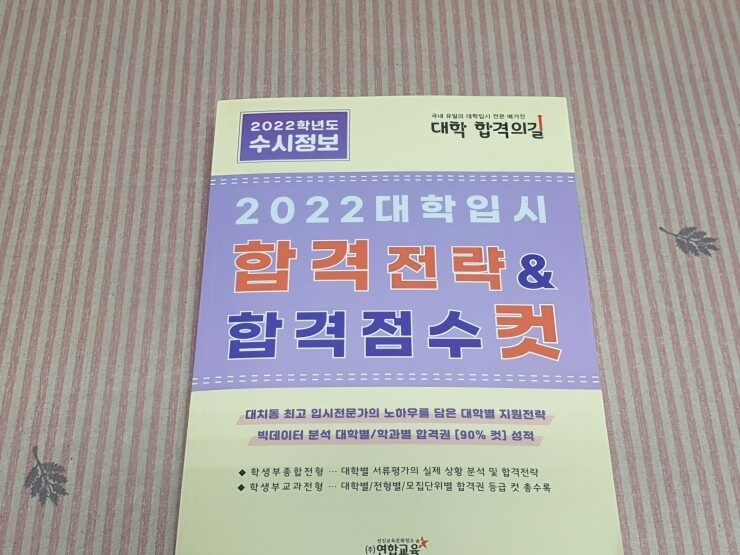 2022학년도
수시정보
국내 유일의 대학입시 전문 매거진
대학 합격의길
2022대학입시
합격전략&
합격점수컷
대치동 최고 입시전문가의 노하우를 담은 대학별 지원전략
빅데이터 분석 대학별/학과별 합격권 [90% 컷] 성적
◆ 학생부종합전형 … 대학별 서류평가의 실제 상황 분석 및 합격전략
◆ 학생부교과전형 … 대학별/전형별/모집단위별 합격권 등급 컷 총수록
(주)연합교육